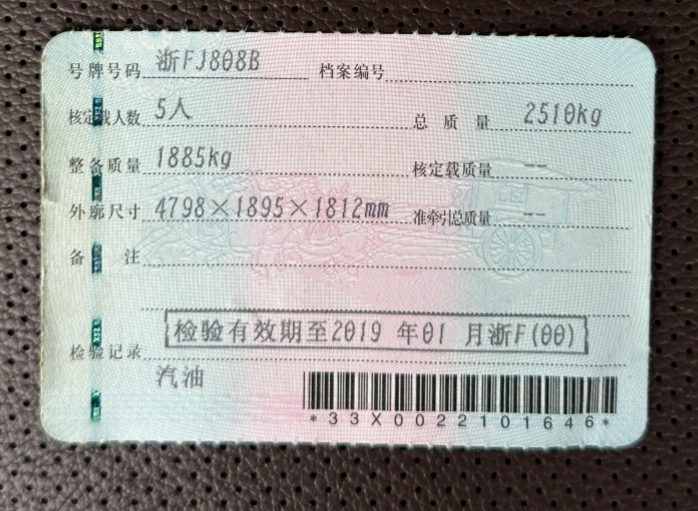 号牌号码 浙FJ808B 档案编号
核定载人数 5人 总质量 2510kg
整备质量 1885kg 核定载质量 --
外廓尺寸 4798×1895×1812mm 准牵引总质量 --
备注
检验有效期至2019年01月浙F(00)
检验记录
汽油
*33X0022101646*